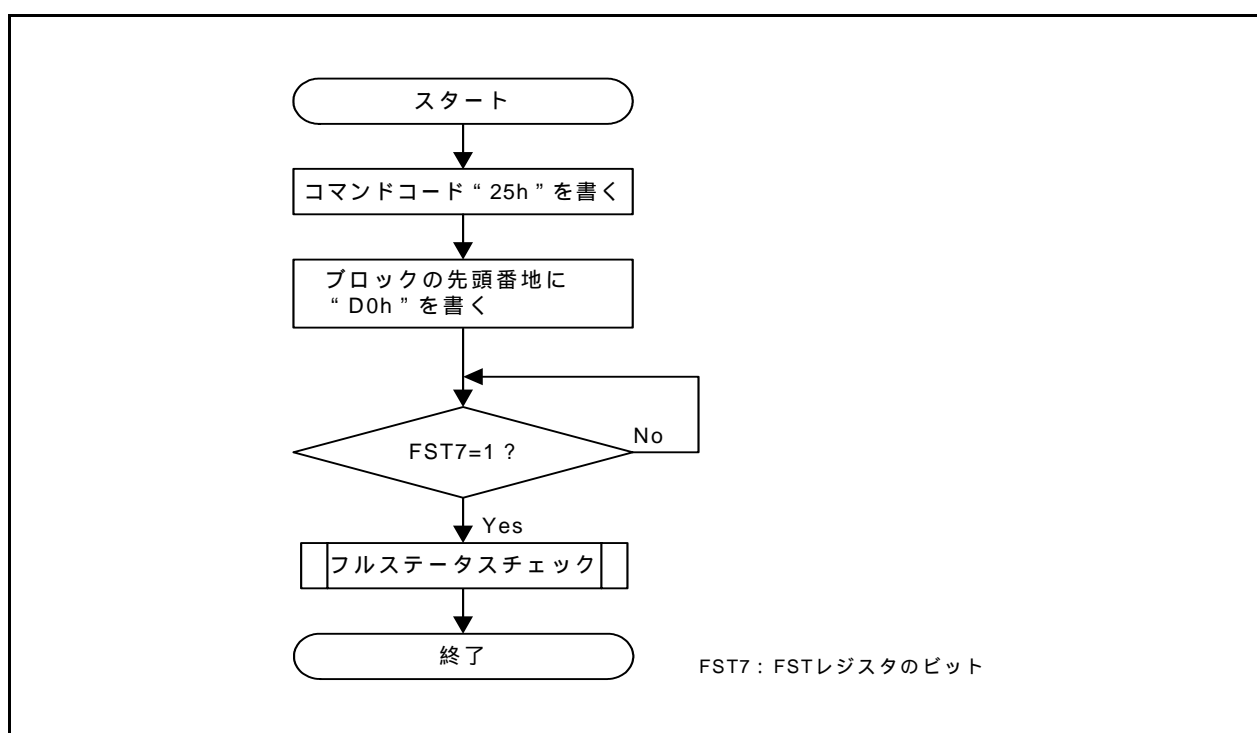 スタート
コマンドコード“25h”を書く
ブロックの先頭番地に
“D0h”を書く
FST7=1 ?
No
Yes
フルステータスチェック
終了
FST7 : FSTレジスタのビット